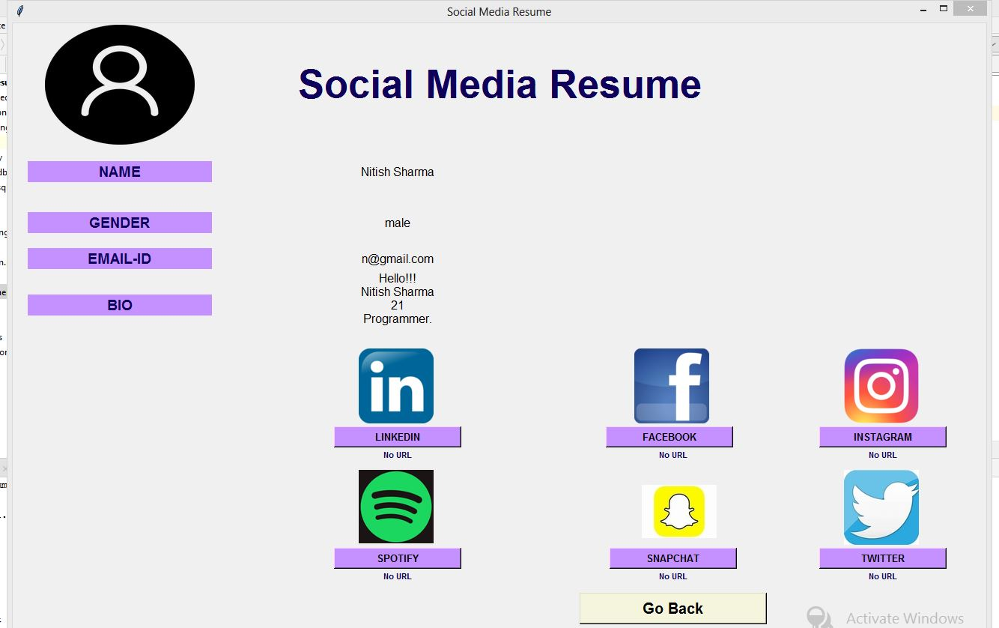 Social Media Resume
Social Media Resume
NAME
Nitish Sharma
GENDER
male
EMAIL-ID
n@gmail.com
BIO
Hello!!!
Nitish Sharma
21
Programmer.
in
f
LINKEDIN
FACEBOOK
INSTAGRAM
No URL
No URL
No URL
SPOTIFY
SNAPCHAT
TWITTER
No URL
No URL
No URL
Go Back
Activate Windows